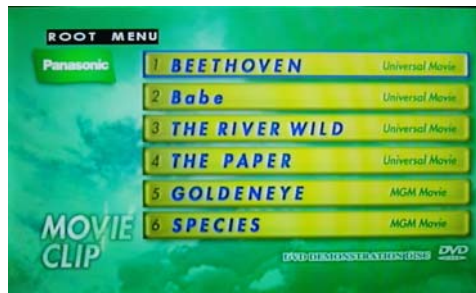 ROOT MENU
Panasonic
1 BEETHOVEN Universal Movie
2 Babe Universal Movie
3 THE RIVER WILD Universal Movie
4 THE PAPER Universal Movie
5 GOLDENEYE MGM Movie
6 SPECIES MGM Movie
MOVIE
CLIP
DVD DEMONSTRATION DISC DVD